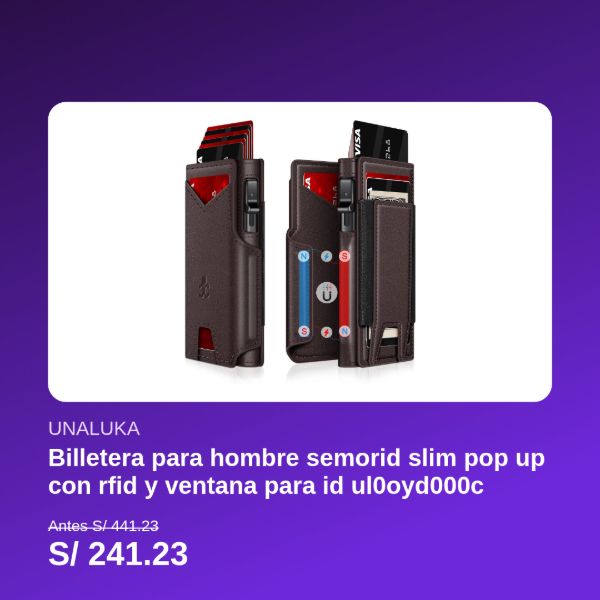 VISA
N
S
U
S
N
UNALUKA
Billetera para hombre semorid slim pop up
con rfid y ventana para id ul0oyd000c
Antes S/ 441.23
S/ 241.23